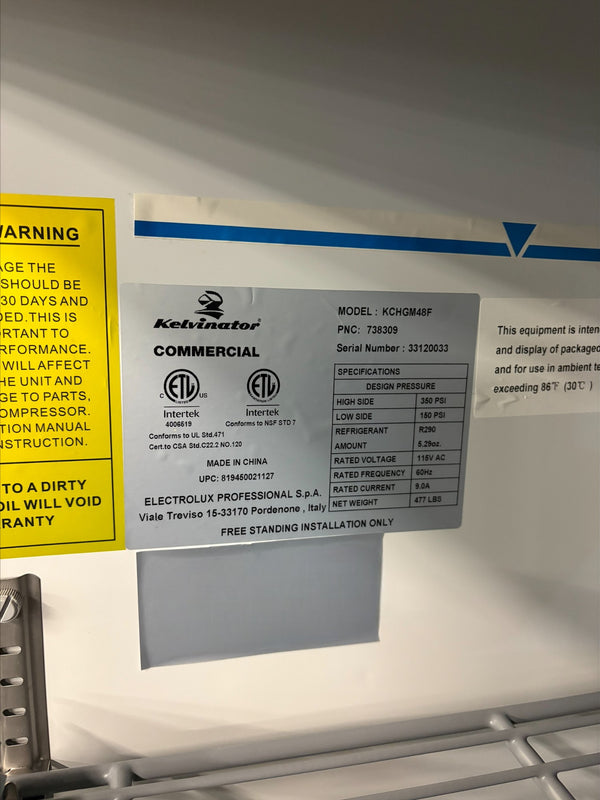 WARNING
AGE THE
SHOULD BE
30 DAYS AND
DED. THIS IS
ORTANT TO
RFORMANCE.
WILL AFFECT
HE UNIT AND
GE TO PARTS,
OMPRESSOR.
TION MANUAL
NSTRUCTION.
TO A DIRTY
OIL WILL VOID
RRANTY
Kelvinator
COMMERCIAL
C ETL US
Intertek
4006519
Conforms to UL Std.471
Cert.to CSA Std.C22.2 NO.120
ETL
Intertek
Conforms to NSF STD 7
MADE IN CHINA
UPC: 819450021127
ELECTROLUX PROFESSIONAL S.p.A.
Viale Treviso 15-33170 Pordenone , Italy
MODEL : KCHGM48F
PNC: 738309
Serial Number : 33120033
SPECIFICATIONS
DESIGN PRESSURE
HIGH SIDE 350 PSI
LOW SIDE 150 PSI
REFRIGERANT R290
AMOUNT 5.29oz.
RATED VOLTAGE 115V AC
RATED FREQUENCY 60Hz
RATED CURRENT 9.0A
NET WEIGHT 477 LBS
FREE STANDING INSTALLATION ONLY
This equipment is inten
and display of packaged
and for use in ambient te
exceeding 86°F (30°C)